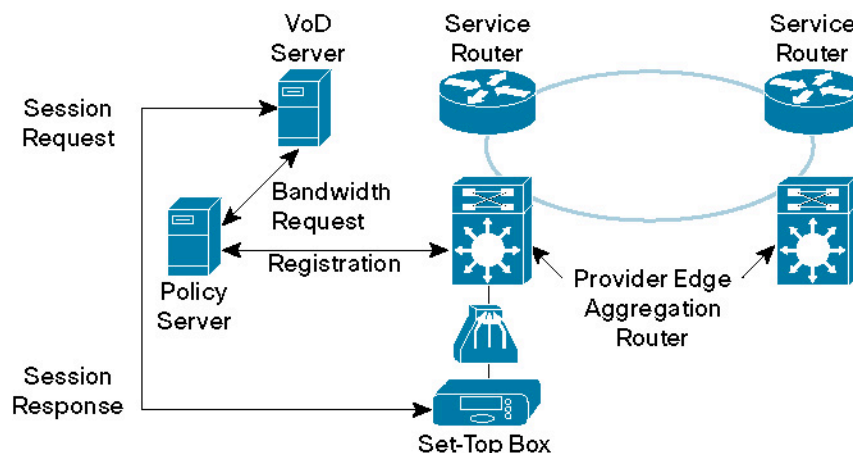 VoD
Server
Service
Router
Service
Router
Session
Request
Bandwidth
Request
Registration
Policy
Server
Provider Edge
Aggregation
Router
Session
Response
Set-Top Box